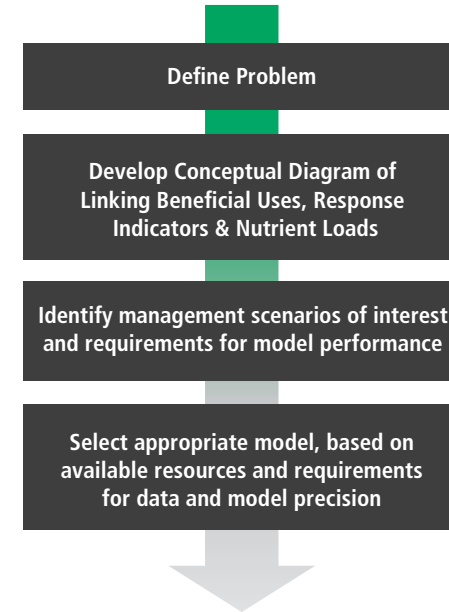 Define Problem
Develop Conceptual Diagram of
Linking Beneficial Uses, Response
Indicators & Nutrient Loads
Identify management scenarios of interest
and requirements for model performance
Select appropriate model, based on
available resources and requirements
for data and model precision